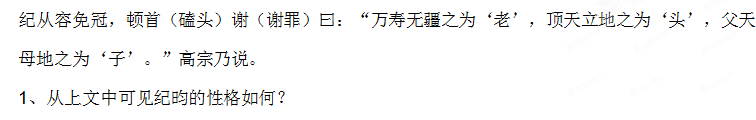 纪从容免冠，顿首（磕头）谢（谢罪）曰：“万寿无疆之为‘老’，顶天立地之为‘头’，父天
母地之为‘子’。”高宗乃说。
1、从上文中可见纪昀的性格如何？